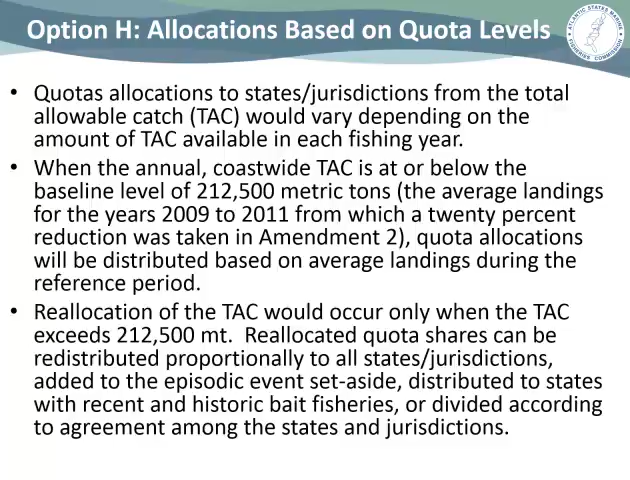 Option H: Allocations Based on Quota Levels
ATLANTIC STATES MARINE
FISHERIES COMMISSION
• Quotas allocations to states/jurisdictions from the total
allowable catch (TAC) would vary depending on the
amount of TAC available in each fishing year.
• When the annual, coastwide TAC is at or below the
baseline level of 212,500 metric tons (the average landings
for the years 2009 to 2011 from which a twenty percent
reduction was taken in Amendment 2), quota allocations
will be distributed based on average landings during the
reference period.
• Reallocation of the TAC would occur only when the TAC
exceeds 212,500 mt.  Reallocated quota shares can be
redistributed proportionally to all states/jurisdictions,
added to the episodic event set-aside, distributed to states
with recent and historic bait fisheries, or divided according
to agreement among the states and jurisdictions.